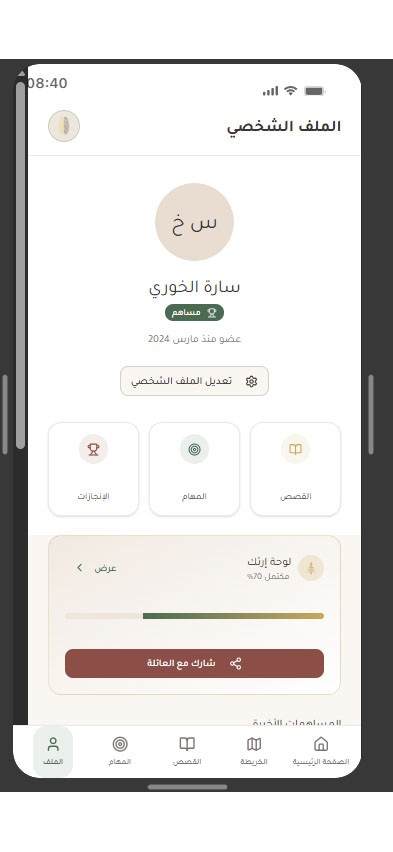 08:40
الملف الشخصي
س خ
سارة الخوري
مساهم
عضو منذ مارس 2024
تعديل الملف الشخصي
القصص
المهام
الإنجازات
لوحة إرثك
مكتمل 70%
عرض
شارك مع العائلة
المساهمات الأخيرة
الصفحة الرئيسية
الخريطة
القصص
المهام
الملف